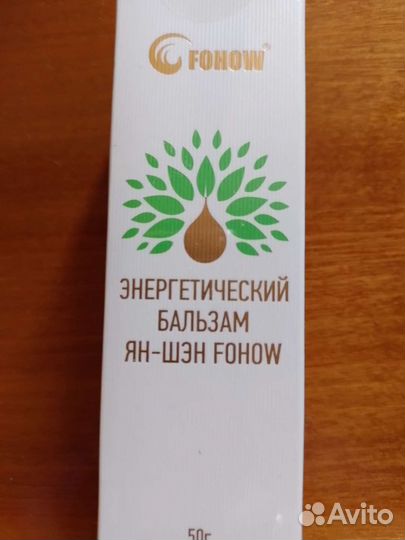 FOHOW®
ЭНЕРГЕТИЧЕСКИЙ
БАЛЬЗАМ
ЯН-ШЭН FOHOW
50г
Avito